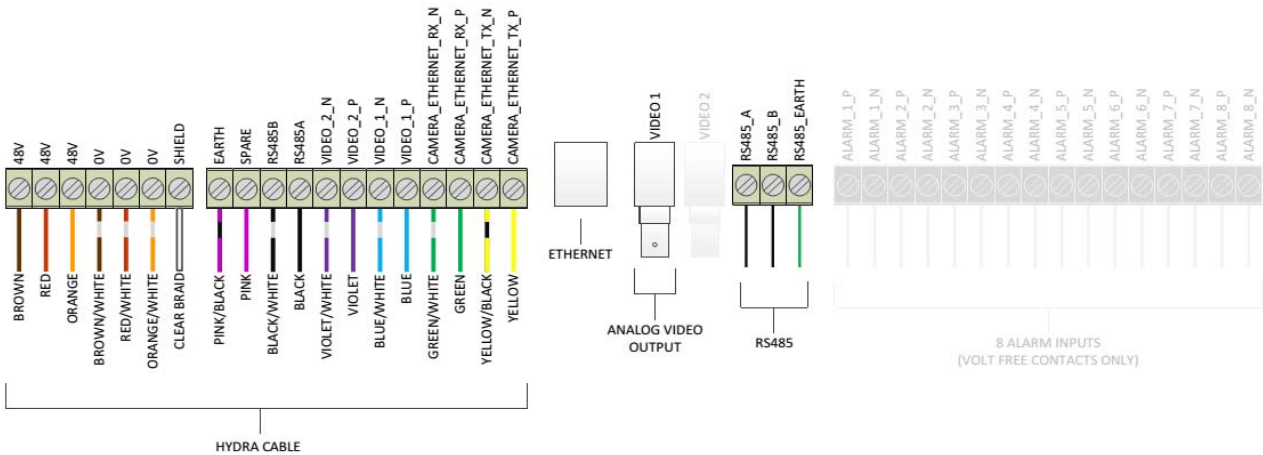 48V
48V
48V
0V
0V
0V
SHIELD
EARTH
SPARE
RS485B
RS485A
VIDEO_2_N
VIDEO_2_P
VIDEO_1_N
VIDEO_1_P
CAMERA_ETHERNET_RX_N
CAMERA_ETHERNET_RX_P
CAMERA_ETHERNET_TX_N
CAMERA_ETHERNET_TX_P
VIDEO 1
VIDEO 2
RS485_A
RS485_B
RS485_EARTH
ALARM_1_P
ALARM_1_N
ALARM_2_P
ALARM_2_N
ALARM_3_P
ALARM_3_N
ALARM_4_P
ALARM_4_N
ALARM_5_P
ALARM_5_N
ALARM_6_P
ALARM_6_N
ALARM_7_P
ALARM_7_N
ALARM_8_P
ALARM_8_N
BROWN
RED
ORANGE
BROWN/WHITE
RED/WHITE
ORANGE/WHITE
CLEAR BRAID
PINK/BLACK
PINK
BLACK/WHITE
BLACK
VIOLET/WHITE
VIOLET
BLUE/WHITE
BLUE
GREEN/WHITE
GREEN
YELLOW/BLACK
YELLOW
ETHERNET
ANALOG VIDEO
OUTPUT
RS485
8 ALARM INPUTS
(VOLT FREE CONTACTS ONLY)
HYDRA CABLE